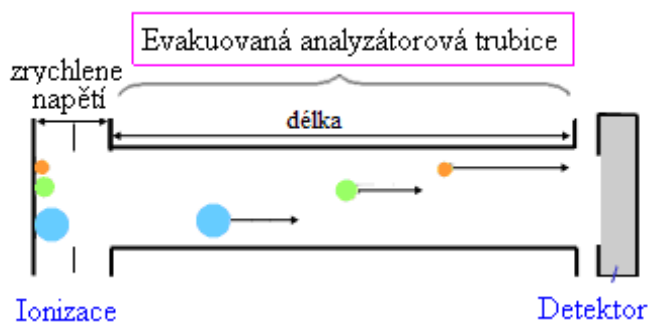 Evakuovaná analyzátorová trubice
zrychlene
napětí
délka
Ionizace
Detektor